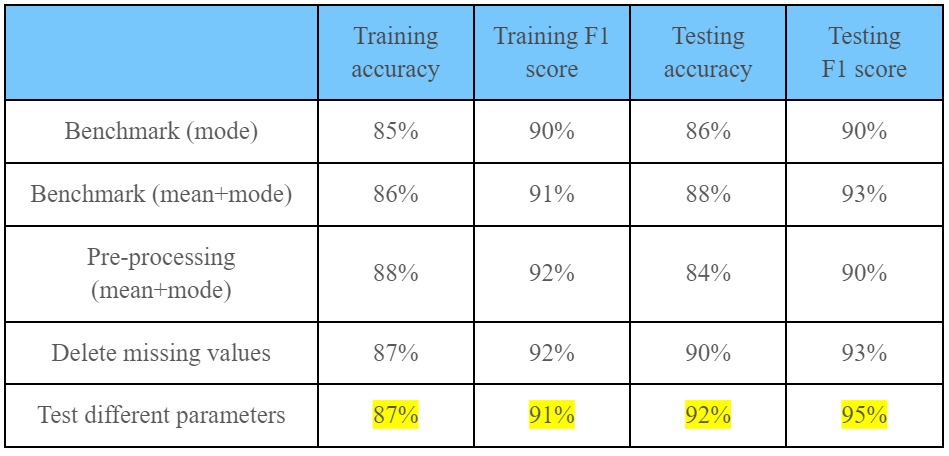 Training accuracy
Training F1 score
Testing accuracy
Testing F1 score
Benchmark (mode) 85% 90% 86% 90%
Benchmark (mean+mode) 86% 91% 88% 93%
Pre-processing (mean+mode) 88% 92% 84% 90%
Delete missing values 87% 92% 90% 93%
Test different parameters 87% 91% 92% 95%